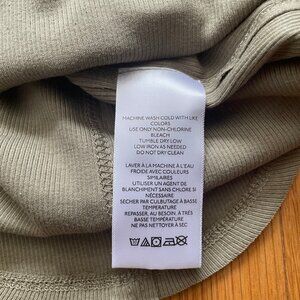 MACHINE WASH COLD WITH LIKE
COLORS
USE ONLY NON-CHLORINE
BLEACH
TUMBLE DRY LOW
LOW IRON AS NEEDED
DO NOT DRY CLEAN
LAVER À LA MACHINE À L'EAU
FROIDE AVEC COULEURS
SIMILAIRES
UTILISER UN AGENT DE
BLANCHIMENT SANS CHLORE SI
NÉCESSAIRE
SÉCHER PAR CULBUTAGE À BASSE
TEMPÉRATURE
REPASSER, AU BESOIN, À
BASSE TEMPÉRATURE
NE PAS NETTOYER À SEC